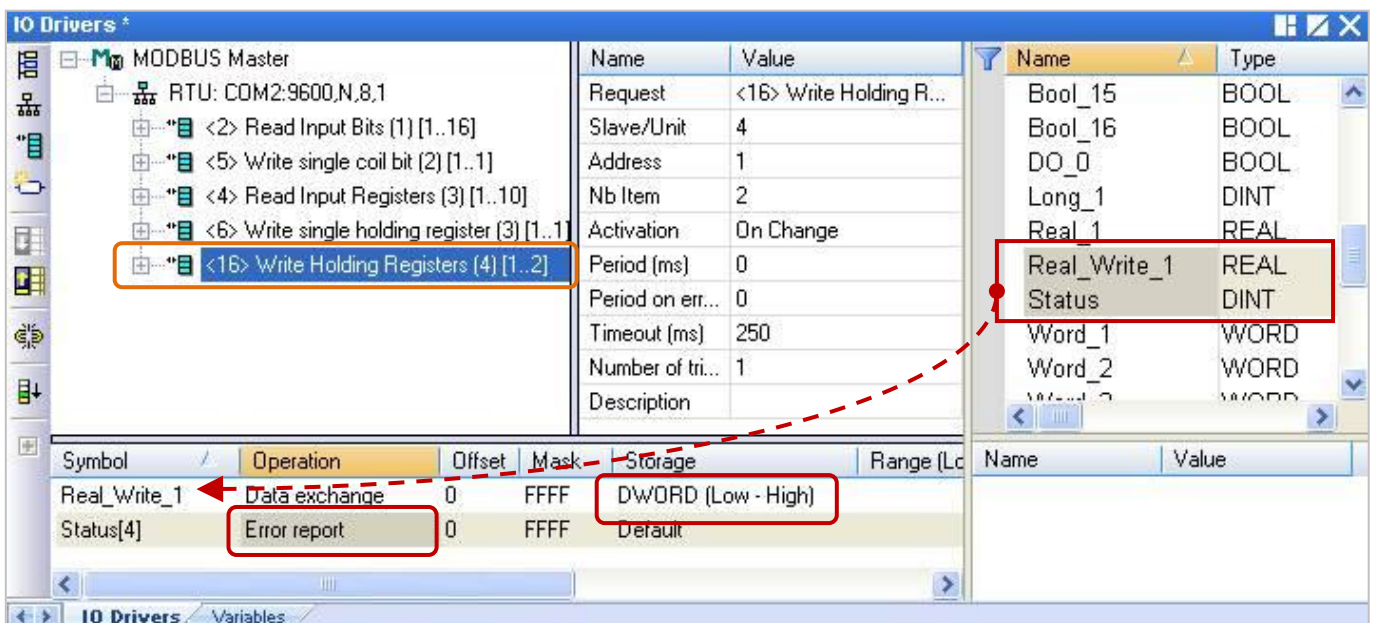 IO Drivers *
MODBUS Master
RTU: COM2:9600,N,8,1
<2> Read Input Bits (1) [1..16]
<5> Write single coil bit (2) [1..1]
<4> Read Input Registers (3) [1..10]
<6> Write single holding register (3) [1..1]
<16> Write Holding Registers (4) [1..2]
Name Value
Request <16> Write Holding R...
Slave/Unit 4
Address 1
Nb Item 2
Activation On Change
Period (ms) 0
Period on err... 0
Timeout (ms) 250
Number of tri... 1
Description
Name Type
Bool_15 BOOL
Bool_16 BOOL
DO_0 BOOL
Long_1 DINT
Real_1 REAL
Real_Write_1 REAL
Status DINT
Word_1 WORD
Word_2 WORD
Symbol Operation Offset Mask Storage Range (Lo
Real_Write_1 Data exchange 0 FFFF DWORD (Low - High)
Status[4] Error report 0 FFFF Default
Name Value
IO Drivers Variables